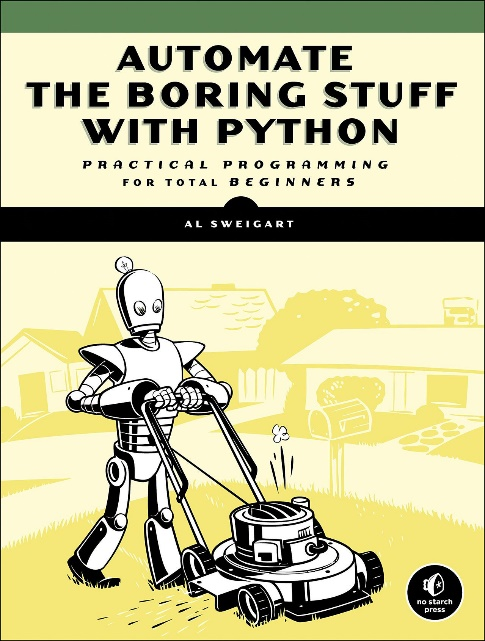 AUTOMATE
THE BORING STUFF
WITH PYTHON
PRACTICAL PROGRAMMING
FOR TOTAL BEGINNERS
AL SWEIGART
no starch
press